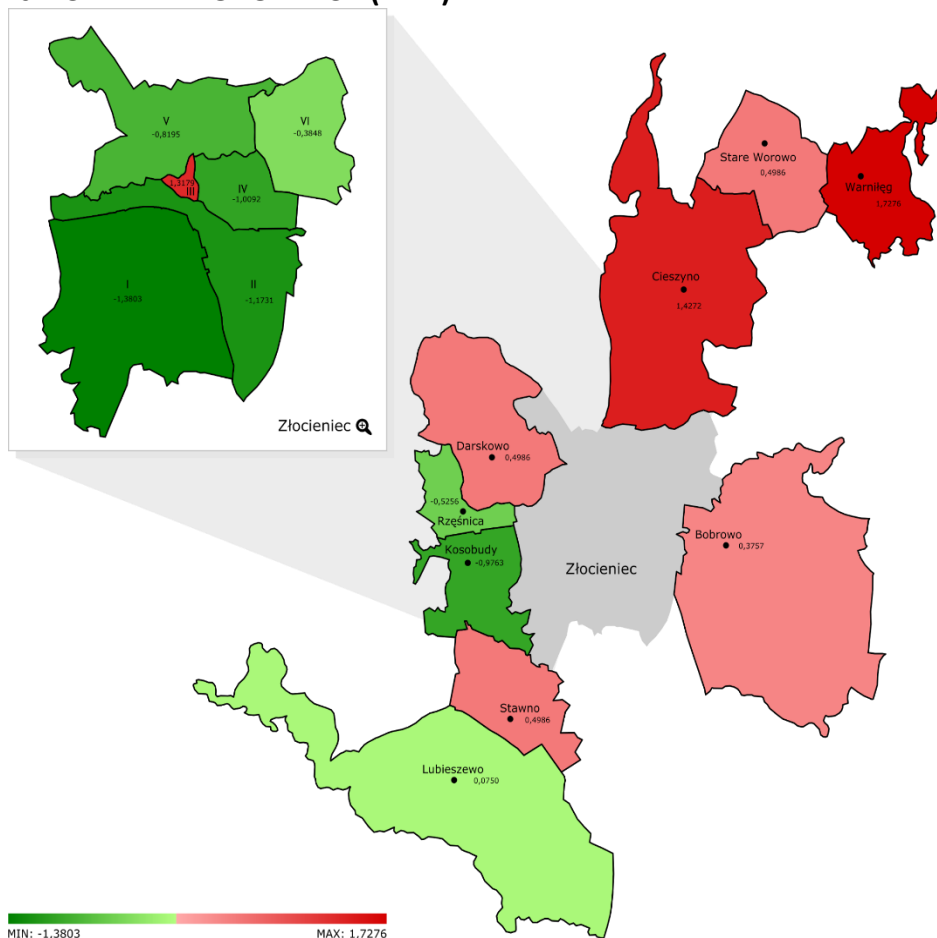 V
-0,8195
VI
-0,3848
1,3179
III
IV
-1,0092
I
-1,3803
II
-1,1731
Złocieniec
Stare Worowo
0,4986
Warniłęg
1,7276
Cieszyno
1,4272
Darskowo
0,4986
-0,5256
Rzęśnica
Kosobudy
-0,9763
Złocieniec
Bobrowo
0,3757
Stawno
0,4986
Lubieszewo
0,0750
MIN: -1,3803
MAX: 1,7276